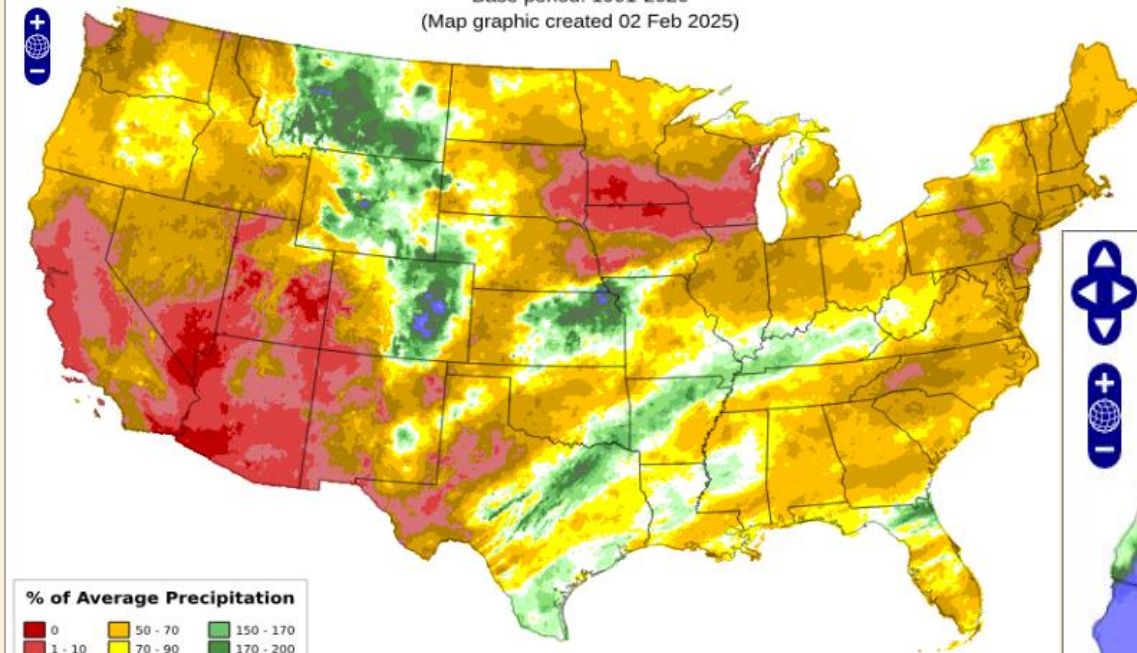 (Map graphic created 02 Feb 2025)
% of Average Precipitation
0 50 - 70 150 - 170
1 - 10 70 - 90 170 - 200